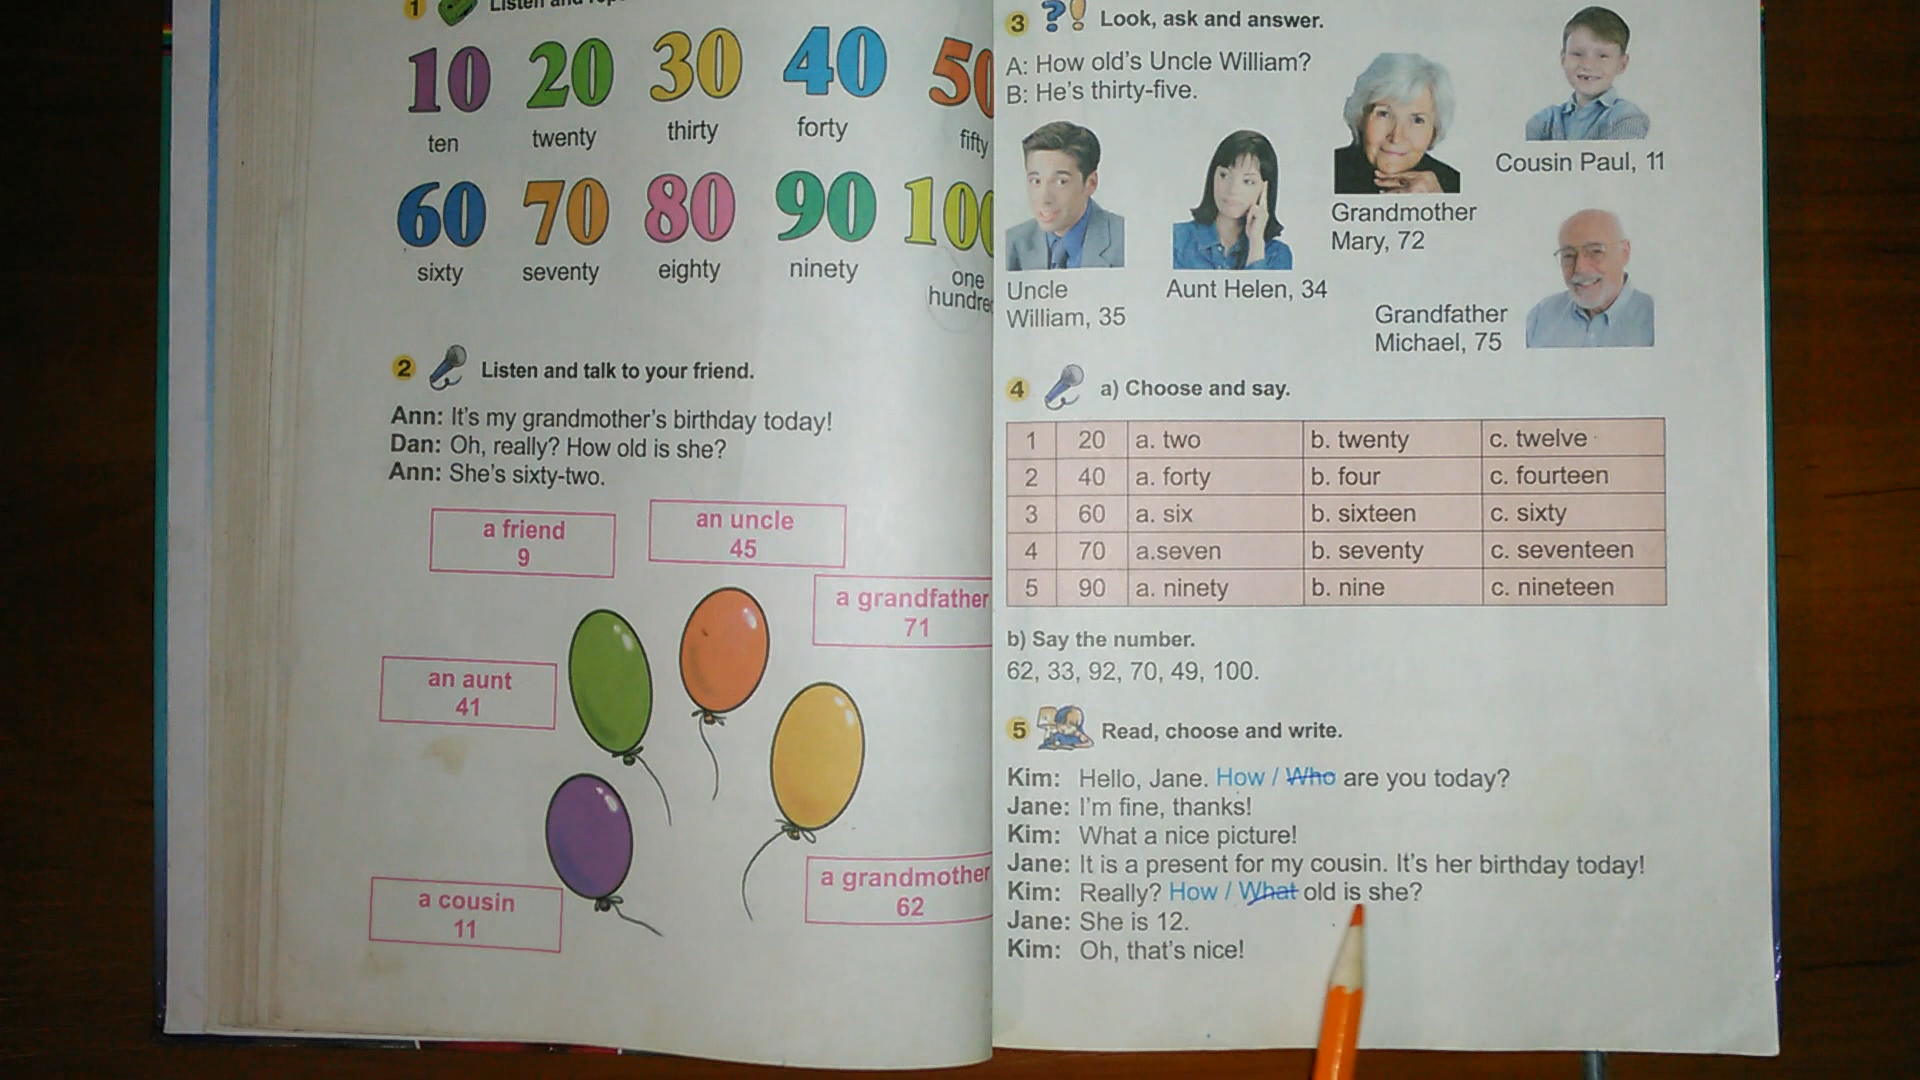 1
10 20 30 40
ten twenty thirty forty fifty
60 70 80 90
sixty seventy eighty ninety one
2 Listen and talk to your friend.
Ann: It's my grandmother's birthday today!
Dan: Oh, really? How old is she?
Ann: She's sixty-two.
a friend
9
an uncle
45
a grandfather
71
an aunt
41
a cousin
11
a grandmother
62
3 Look, ask and answer.
A: How old's Uncle William?
B: He's thirty-five.
Cousin Paul, 11
Grandmother
Mary, 72
Uncle
William, 35
Aunt Helen, 34
Grandfather
Michael, 75
4 a) Choose and say.
1 20 a. two b. twenty c. twelve
2 40 a. forty b. four c. fourteen
3 60 a. six b. sixteen c. sixty
4 70 a.seven b. seventy c. seventeen
5 90 a. ninety b. nine c. nineteen
b) Say the number.
62, 33, 92, 70, 49, 100.
5 Read, choose and write.
Kim: Hello, Jane. How / Who are you today?
Jane: I'm fine, thanks!
Kim: What a nice picture!
Jane: It is a present for my cousin. It's her birthday today!
Kim: Really? How / What old is she?
Jane: She is 12.
Kim: Oh, that's nice!